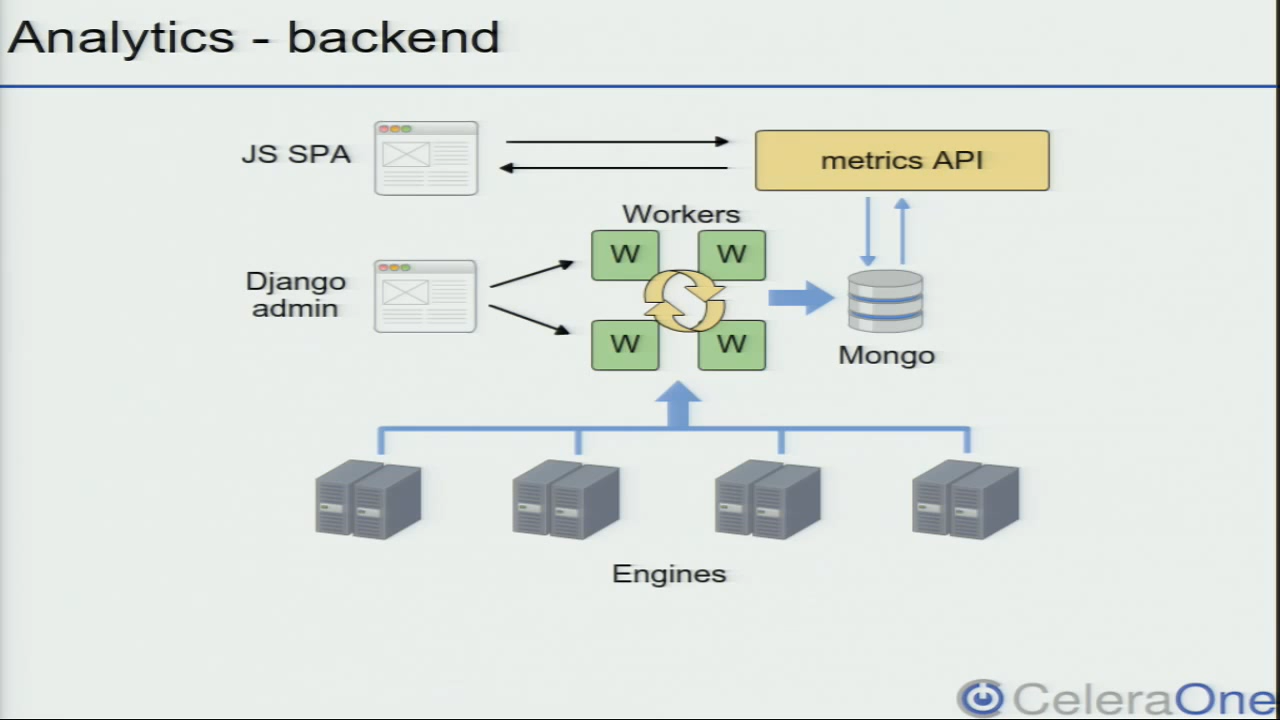 Analytics - backend
JS SPA
metrics API
Workers
W
W
Django
admin
W
W
Mongo
Engines
CeleraOne